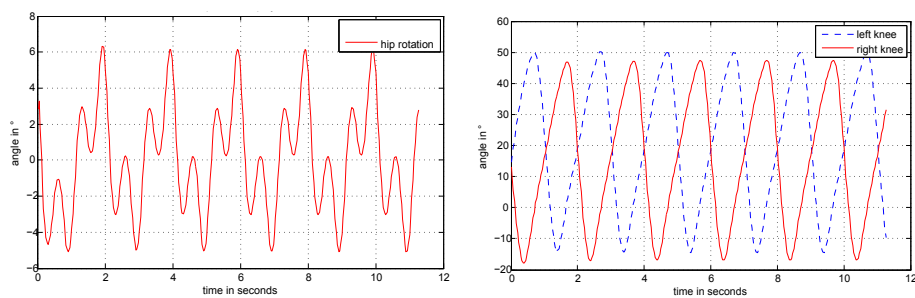 8
6
4
2
0
−2
−4
−6
0 2 4 6 8 10 12
angle in °
time in seconds
hip rotation
60
50
40
30
20
10
0
−10
−20
0 2 4 6 8 10 12
angle in °
time in seconds
left knee
right knee